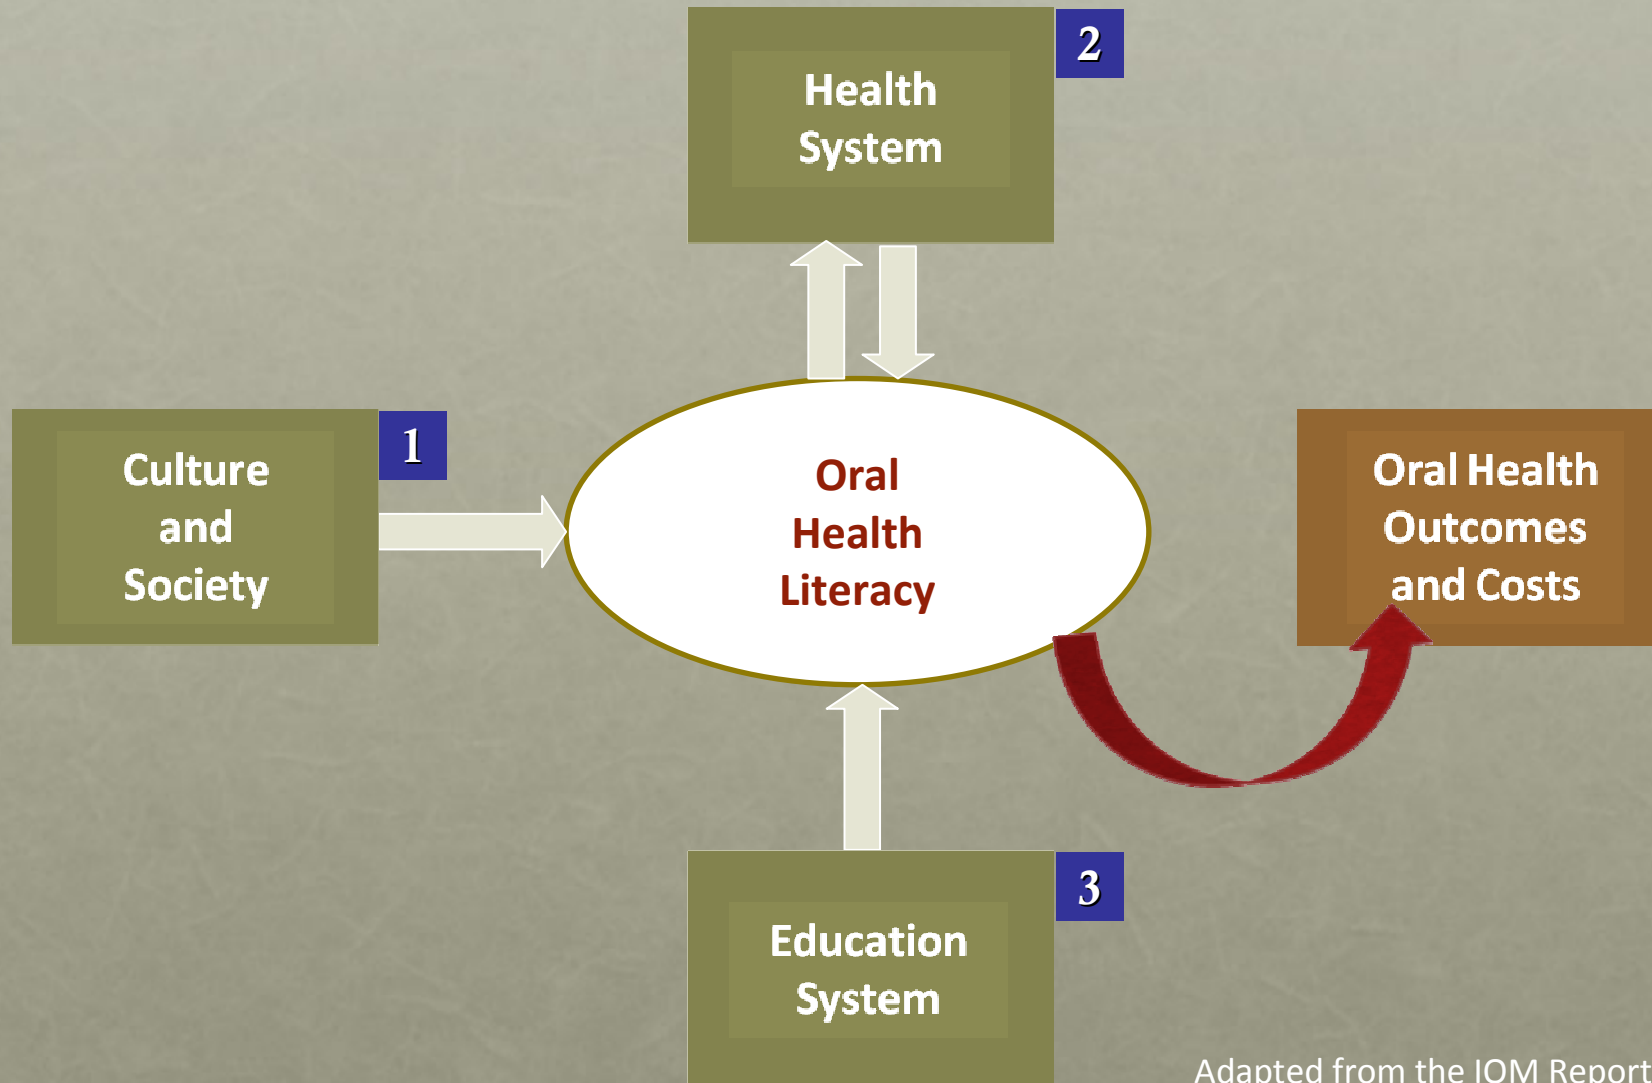 2
Health
System
1
Culture
and
Society
Oral
Health
Literacy
Oral Health
Outcomes
and Costs
3
Education
System
Adapted from the IOM Report